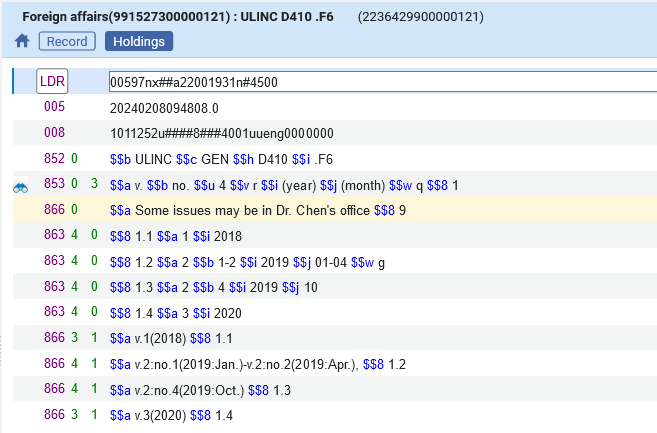 Foreign affairs(991527300000121) : ULINC D410 .F6 (2236429900000121)
Record Holdings
LDR 00597nx##a22001931n#4500
005 20240208094808.0
008 1011252u####8###4001uueng0000000
852 0 $$b ULINC $$c GEN $$h D410 $$i .F6
853 0 3 $$a v. $$b no. $$u 4 $$v r $$i (year) $$j (month) $$w q $$8 1
866 0 $$a Some issues may be in Dr. Chen's office $$8 9
863 4 0 $$8 1.1 $$a 1 $$i 2018
863 4 0 $$8 1.2 $$a 2 $$b 1-2 $$i 2019 $$j 01-04 $$w g
863 4 0 $$8 1.3 $$a 2 $$b 4 $$i 2019 $$j 10
863 4 0 $$8 1.4 $$a 3 $$i 2020
866 3 1 $$a v.1(2018) $$8 1.1
866 4 1 $$a v.2:no.1(2019:Jan.)-v.2:no.2(2019:Apr.), $$8 1.2
866 4 1 $$a v.2:no.4(2019:Oct.) $$8 1.3
866 3 1 $$a v.3(2020) $$8 1.4